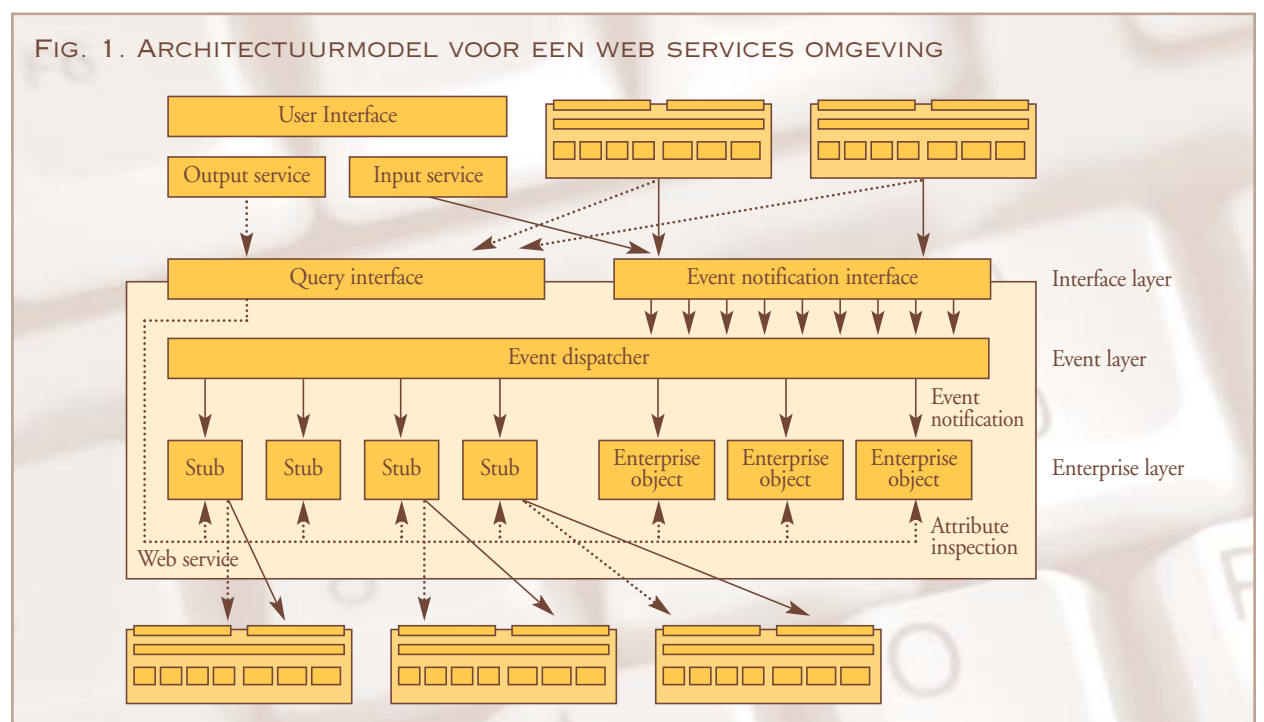 FIG. 1. ARCHITECTUURMODEL VOOR EEN WEB SERVICES OMGEVING
User Interface
Output service
Input service
Query interface
Event notification interface
Interface layer
Event dispatcher
Event layer
Event
notification
Stub
Stub
Stub
Stub
Enterprise
object
Enterprise
object
Enterprise
object
Enterprise layer
Attribute
inspection
Web service